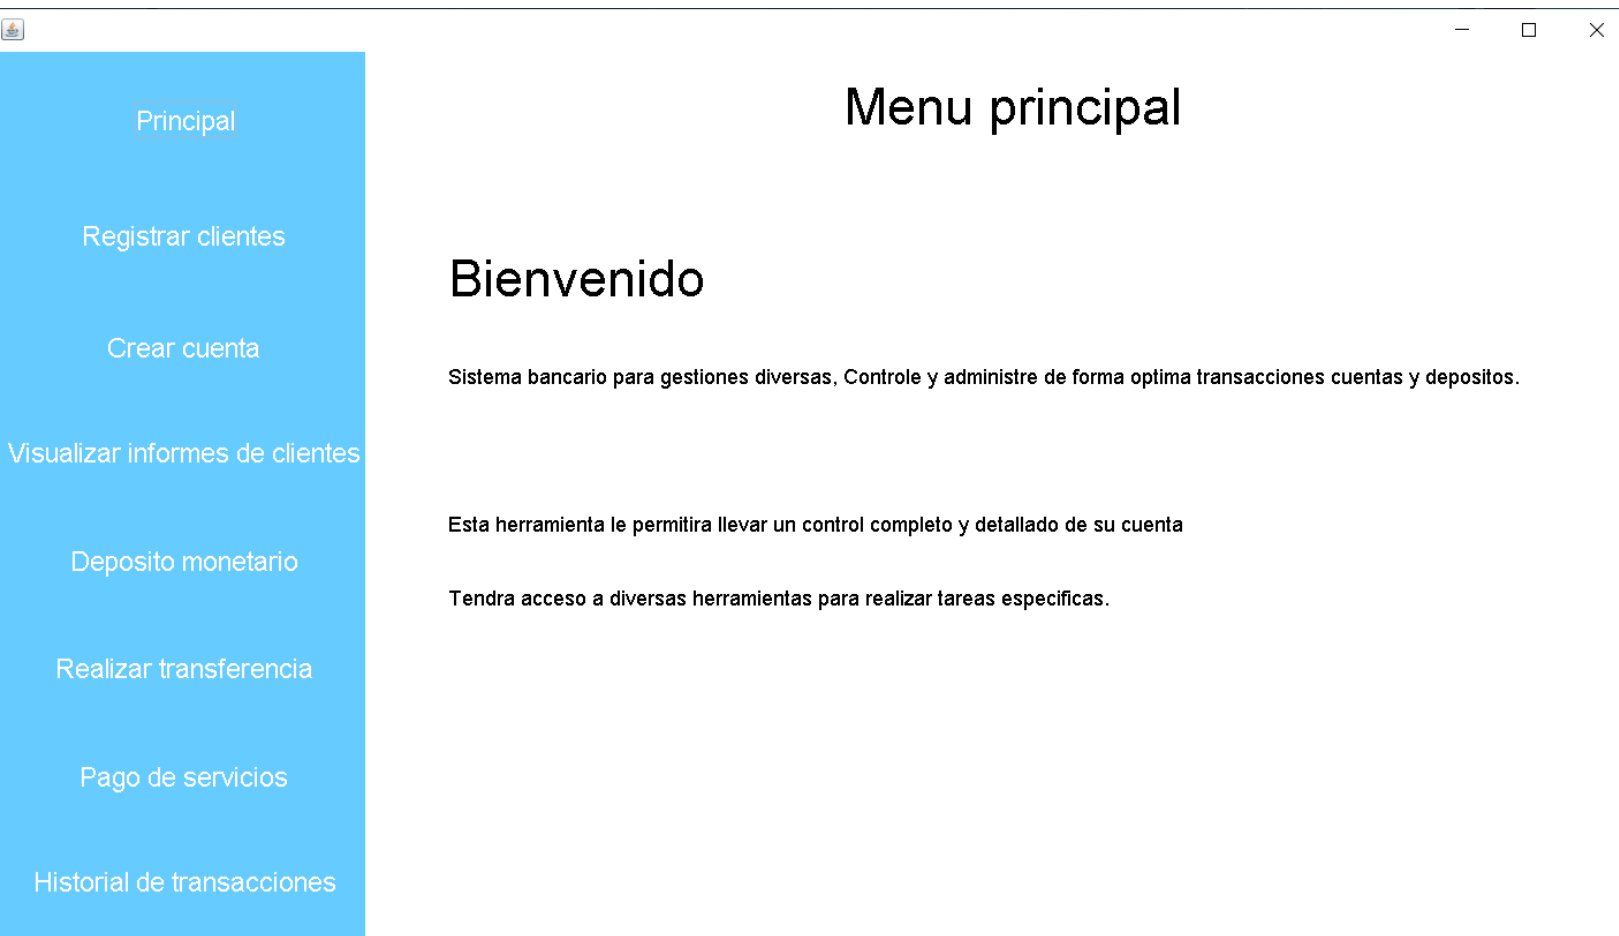 Principal
Registrar clientes
Crear cuenta
Visualizar informes de clientes
Deposito monetario
Realizar transferencia
Pago de servicios
Historial de transacciones
Menu principal
Bienvenido
Sistema bancario para gestiones diversas, Controle y administre de forma optima transacciones cuentas y depositos.
Esta herramienta le permitira llevar un control completo y detallado de su cuenta
Tendra acceso a diversas herramientas para realizar tareas especificas.